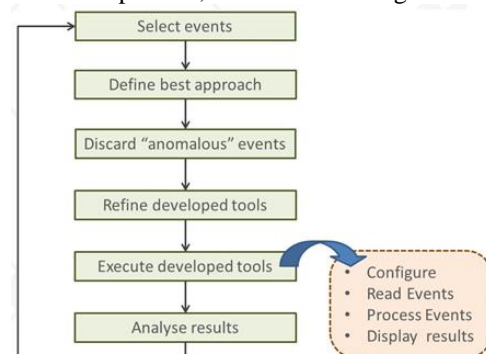 Select events
Define best approach
Discard “anomalous” events
Refine developed tools
Execute developed tools
• Configure
• Read Events
• Process Events
• Display results
Analyse results